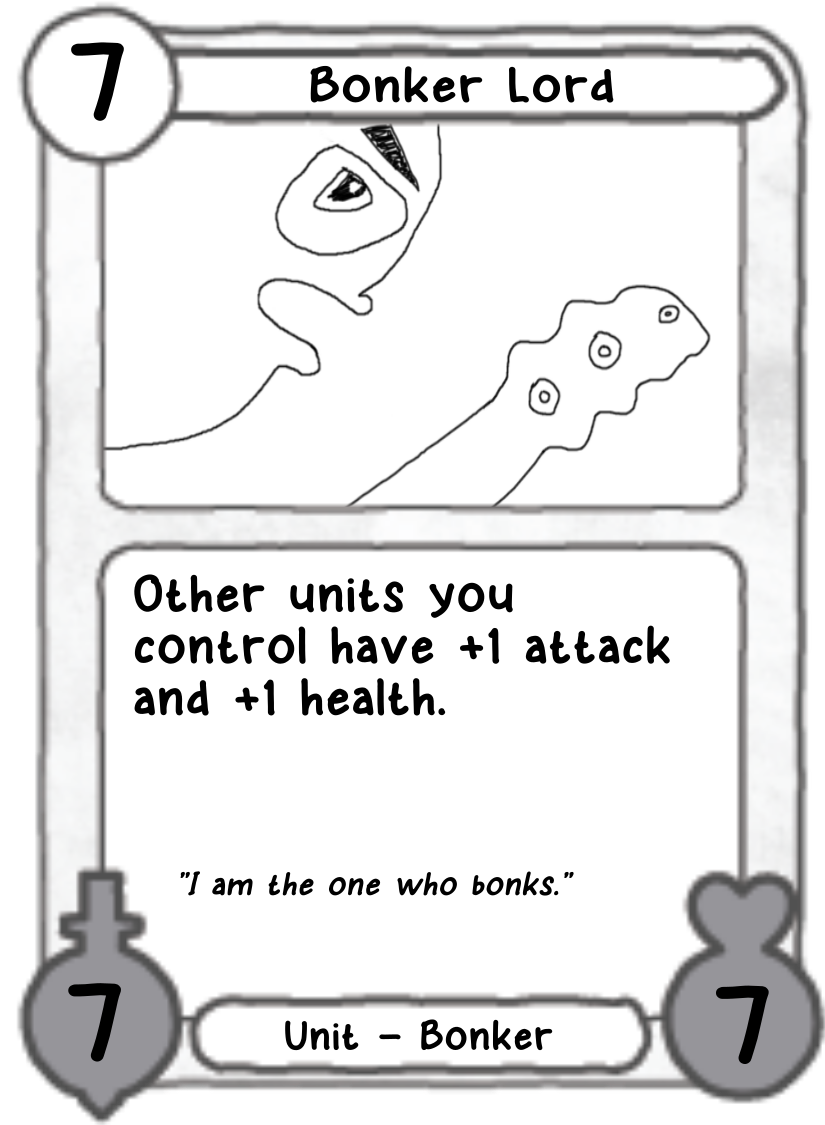 7
Bonker Lord
Other units you
control have +1 attack
and +1 health.
"I am the one who bonks."
7
Unit – Bonker
7